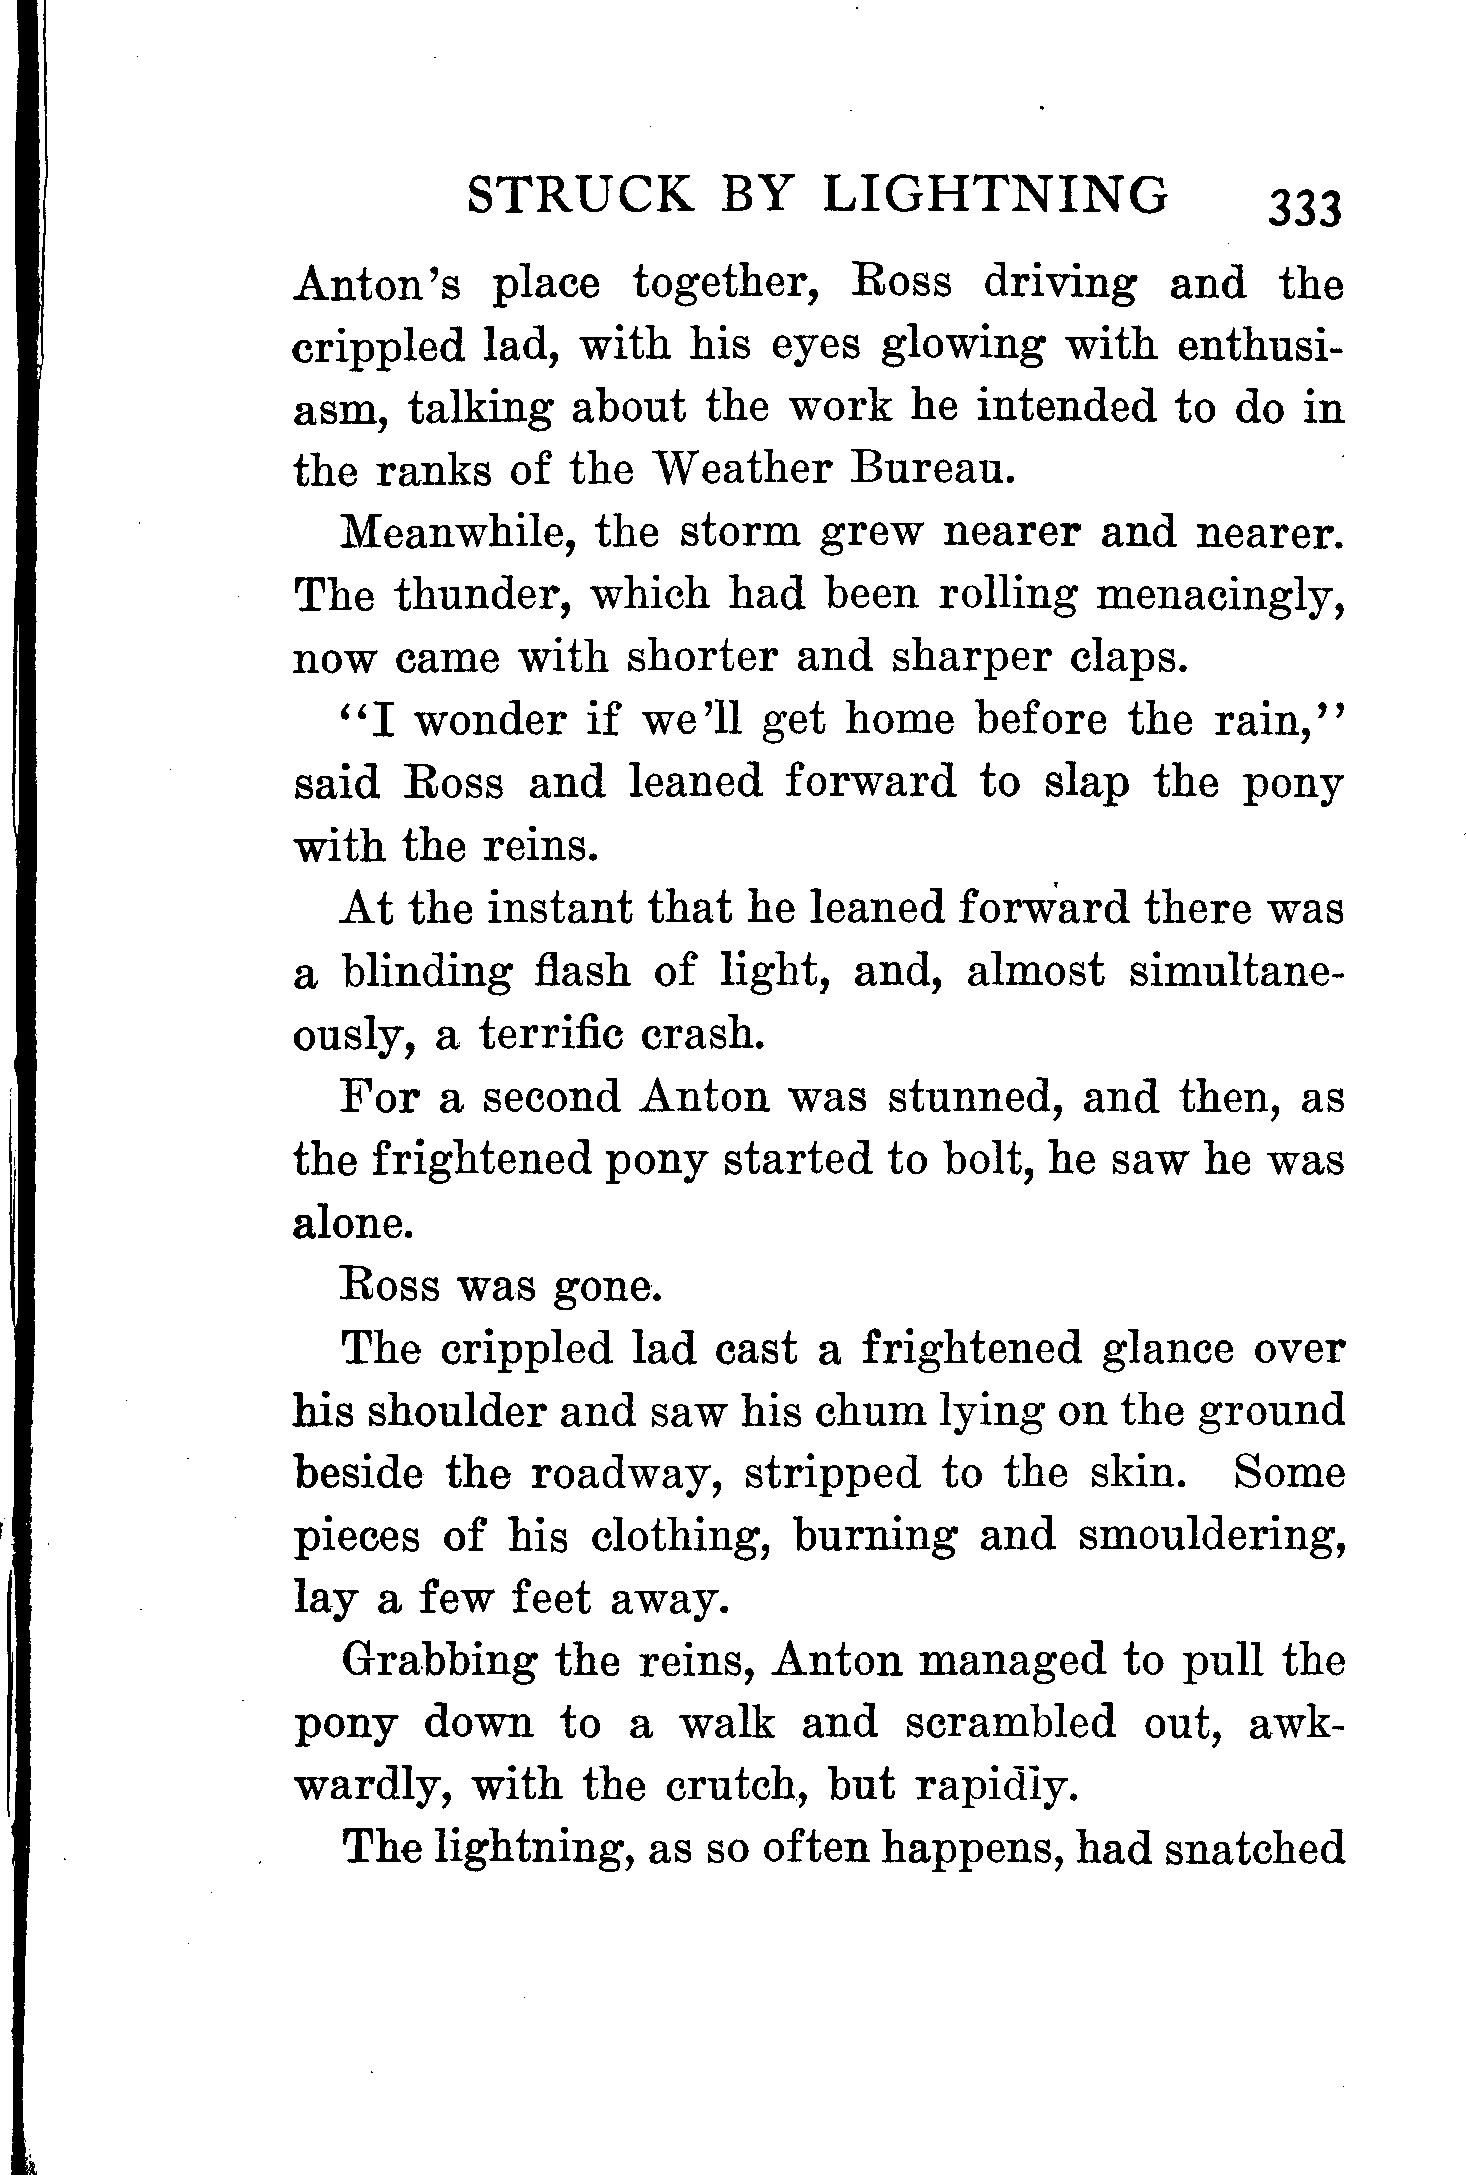 STRUCK BY LIGHTNING 333
Anton's place together, Ross driving and the
crippled lad, with his eyes glowing with enthusi-
asm, talking about the work he intended to do in
the ranks of the Weather Bureau.
Meanwhile, the storm grew nearer and nearer.
The thunder, which had been rolling menacingly,
now came with shorter and sharper claps.
"I wonder if we'll get home before the rain,"
said Ross and leaned forward to slap the pony
with the reins.
At the instant that he leaned forward there was
a blinding flash of light, and, almost simultane-
ously, a terrific crash.
For a second Anton was stunned, and then, as
the frightened pony started to bolt, he saw he was
alone.
Ross was gone.
The crippled lad cast a frightened glance over
his shoulder and saw his chum lying on the ground
beside the roadway, stripped to the skin. Some
pieces of his clothing, burning and smouldering,
lay a few feet away.
Grabbing the reins, Anton managed to pull the
pony down to a walk and scrambled out, awk-
wardly, with the crutch, but rapidly.
The lightning, as so often happens, had snatched